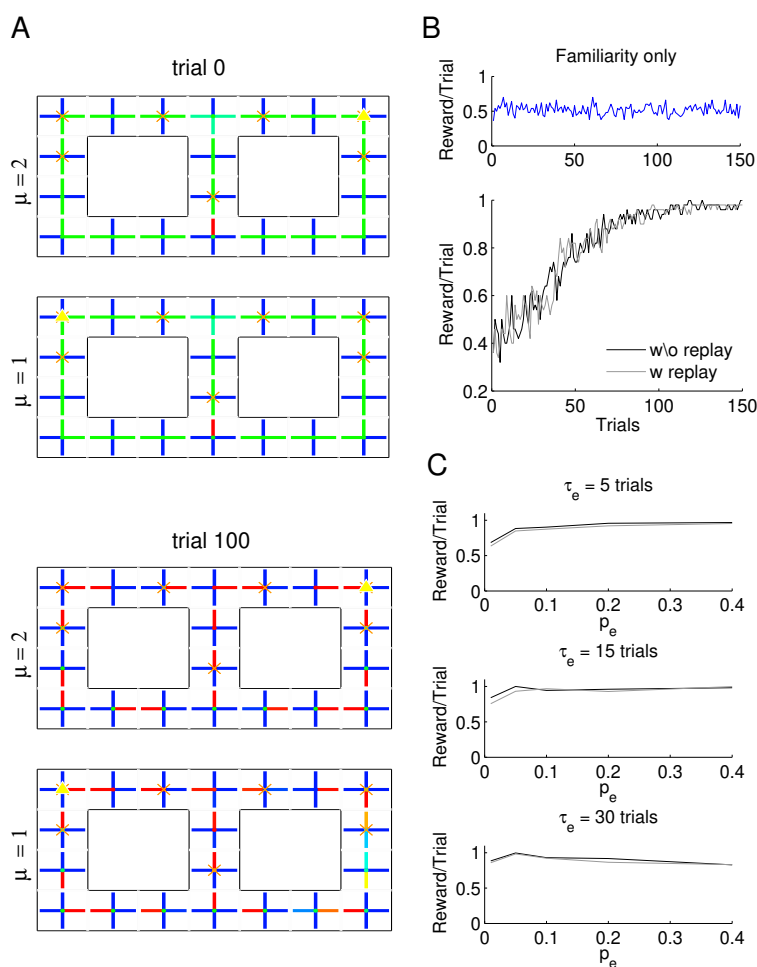 A
trial 0
μ = 2
μ = 1
trial 100
μ = 2
μ = 1
B
Familiarity only
Reward/Trial
1
0.5
0
0 50 100 150
Reward/Trial
1
0.8
0.6
0.4
0.2
w\o replay
w replay
0 50 100 150
Trials
C
τe = 5 trials
Reward/Trial
1
0.5
0
0 0.1 0.2 0.3 0.4
pe
τe = 15 trials
Reward/Trial
1
0.5
0
0 0.1 0.2 0.3 0.4
pe
τe = 30 trials
Reward/Trial
1
0.5
0
0 0.1 0.2 0.3 0.4
pe